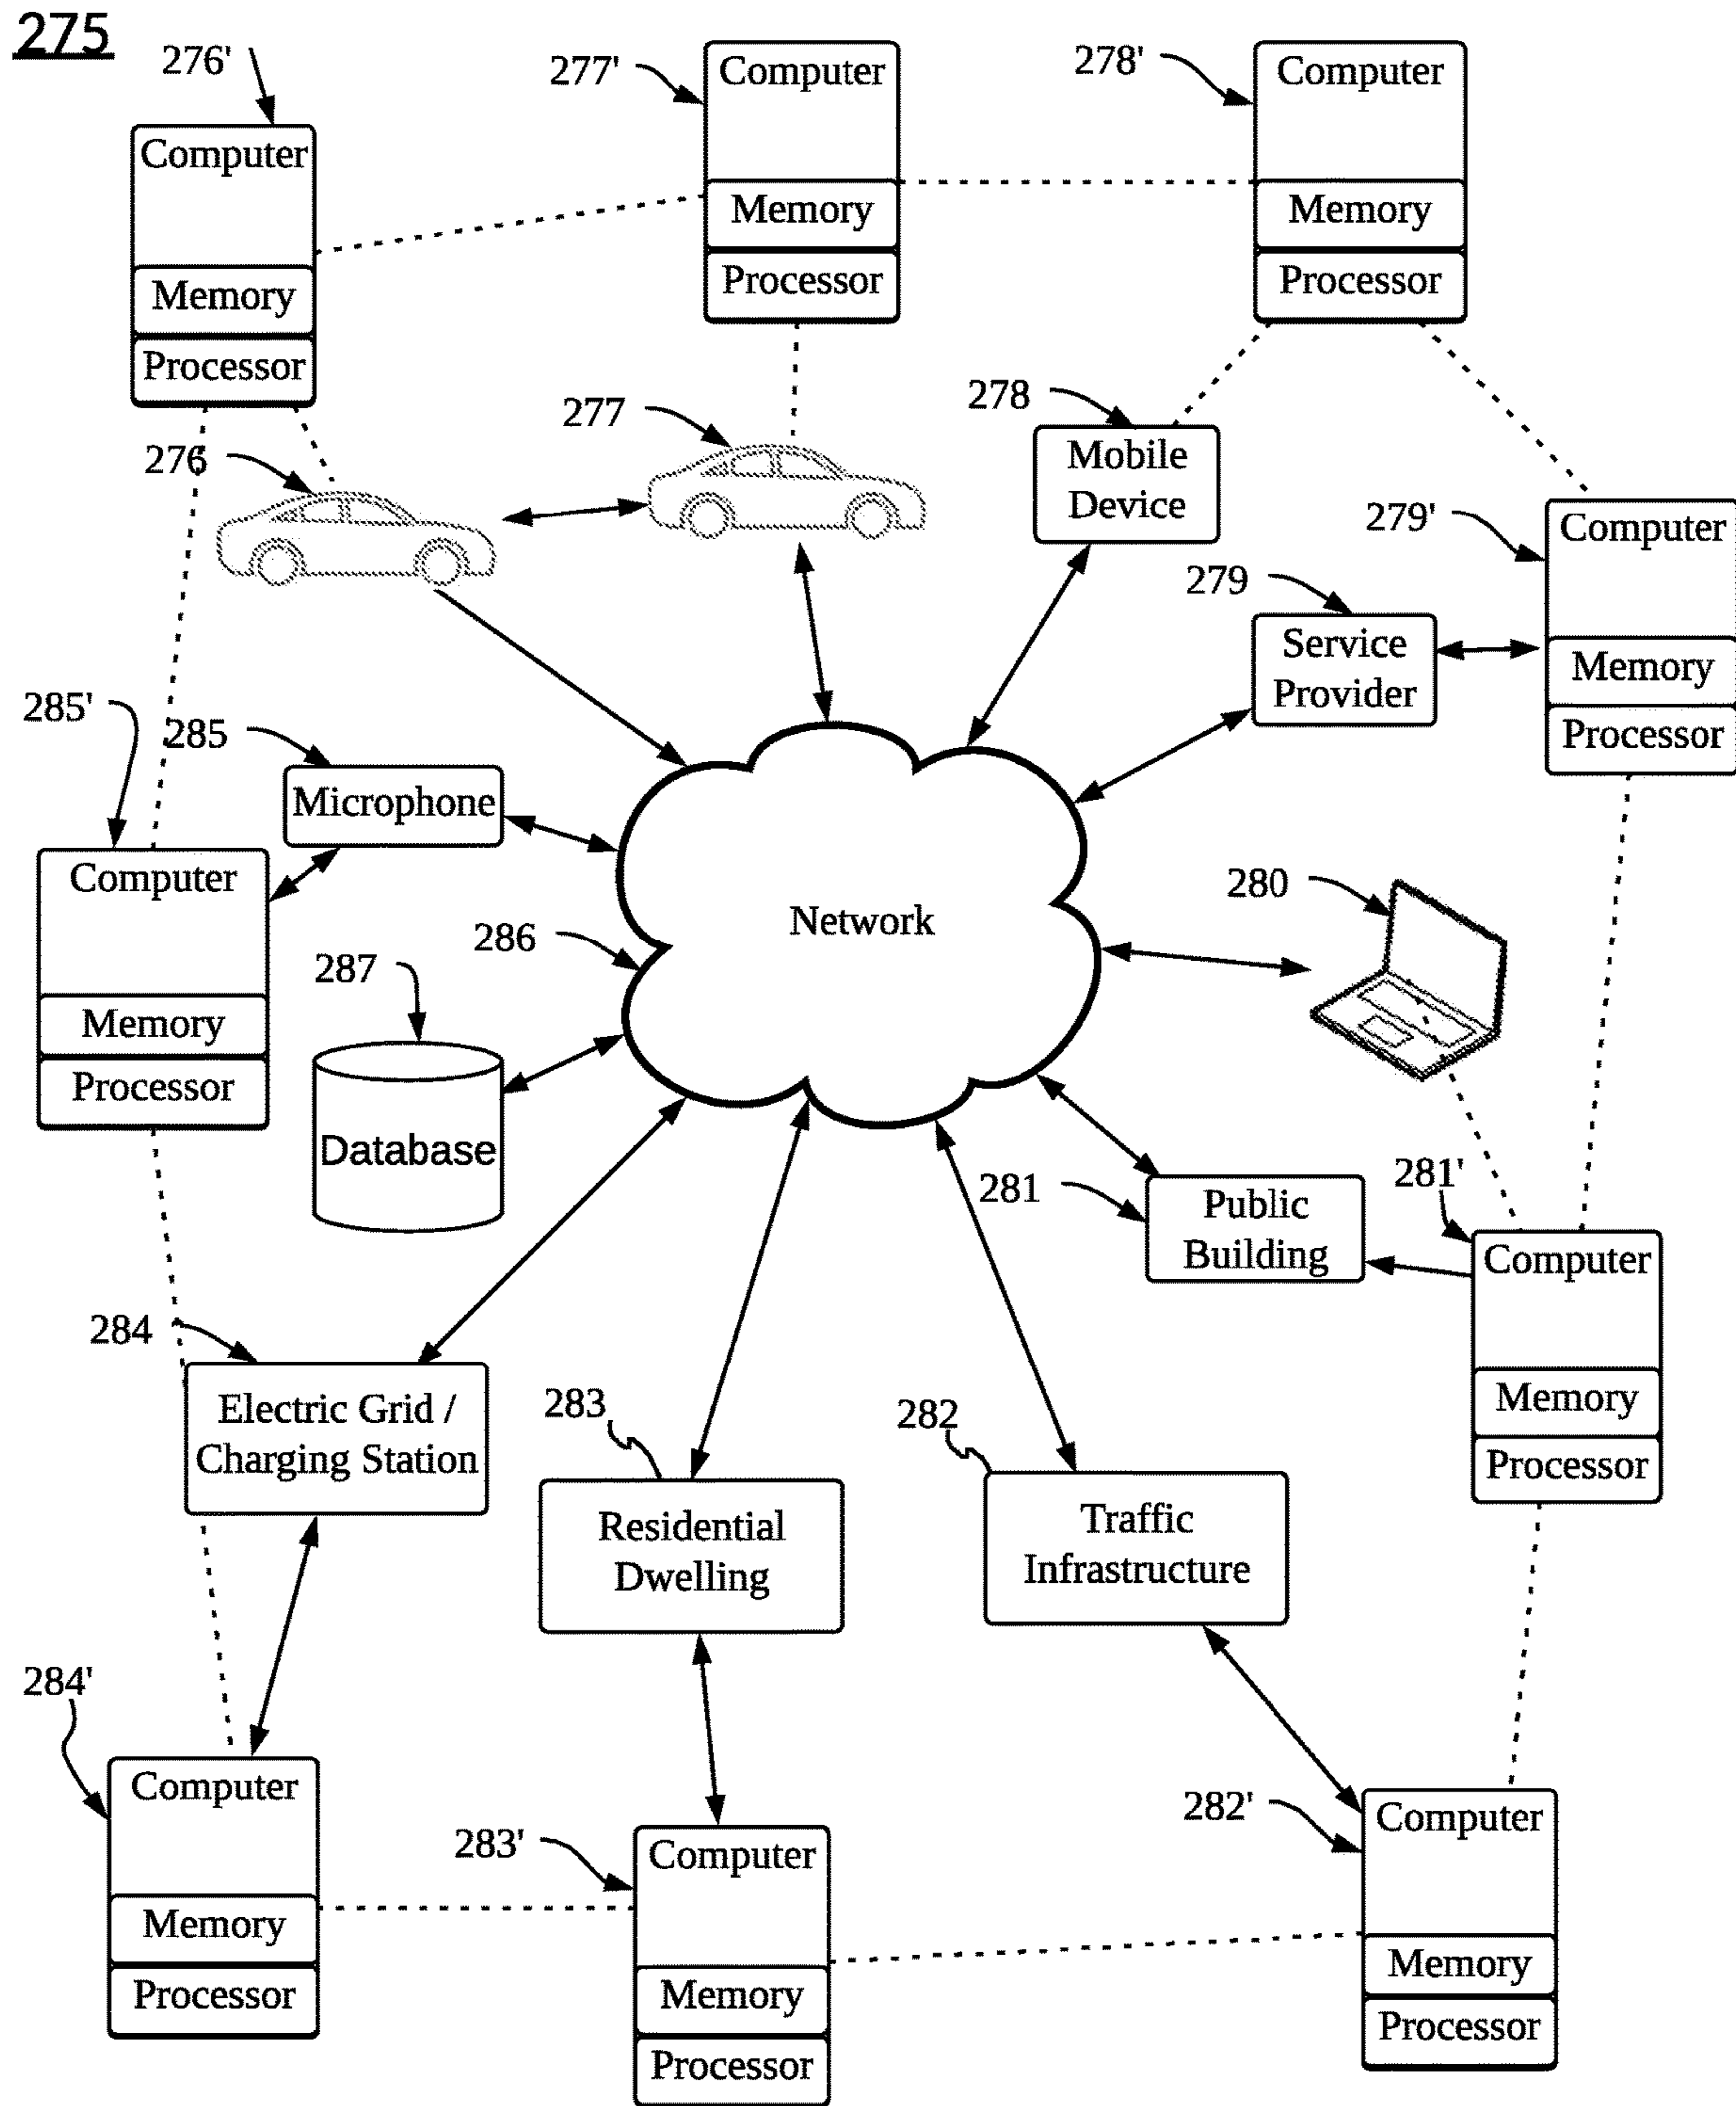 275
276'
277'
278'
Computer
Memory
Processor
Computer
Memory
Processor
Computer
Memory
Processor
276
277
278
Mobile
Device
279'
Computer
Memory
Processor
279
Service
Provider
285'
285
Microphone
Computer
Memory
Processor
286
Network
280
287
Database
281
Public
Building
281'
Computer
Memory
Processor
284
Electric Grid /
Charging Station
283
Residential
Dwelling
282
Traffic
Infrastructure
284'
Computer
Memory
Processor
283'
Computer
Memory
Processor
282'
Computer
Memory
Processor